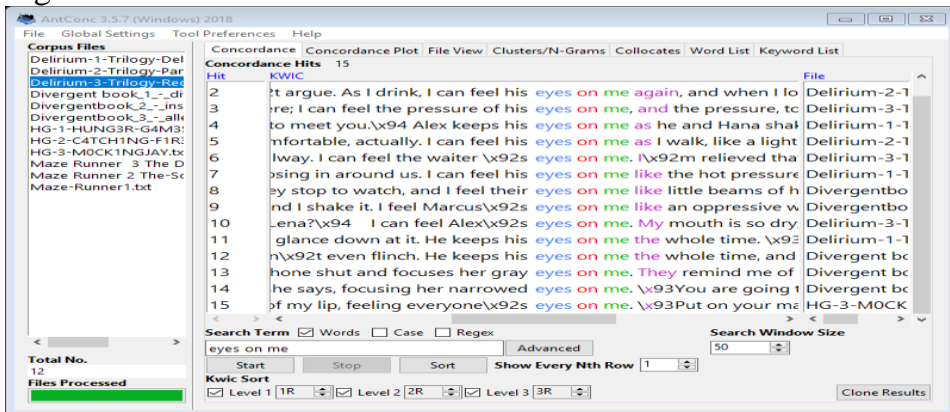 AntConc 3.5.7 (Windows) 2018
File Global Settings Tool Preferences Help
Corpus Files
Delirium-1-Trilogy-Del
Delirium-2-Trilogy-Par
Delirium-3-Trilogy-Rec
Divergent book_1_-_di
Divergentbook_2_-_ins
Divergentbook_3_-_alle
HG-1-HUNG3R-G4M3
HG-2-C4TCH1NG-F1R
HG-3-M0CK1NGJAY.tx
Maze Runner 3 The D
Maze Runner 2 The-Sc
Maze-Runner1.txt
Total No.
12
Files Processed
Concordance Concordance Plot File View Clusters/N-Grams Collocates Word List Keyword List
Concordance Hits 15
Hit KWIC File
2 't argue. As I drink, I can feel his eyes on me again, and when I lo Delirium-2-T
3 re; I can feel the pressure of his eyes on me, and the pressure, to Delirium-3-T
4 to meet you.\x94 Alex keeps his eyes on me as he and Hana shak Delirium-1-T
5 mfortable, actually. I can feel his eyes on me as I walk, like a light Delirium-2-T
6 lway. I can feel the waiter \x92s eyes on me. I\x92m relieved tha Delirium-3-T
7 osing in around us. I can feel his eyes on me like the hot pressure Delirium-1-T
8 ey stop to watch, and I feel their eyes on me like little beams of h Divergentbo
9 nd I shake it. I feel Marcus\x92s eyes on me like an oppressive w Divergentbo
10 Lena?\x94 I can feel Alex\x92s eyes on me. My mouth is so dry Delirium-3-T
11 glance down at it. He keeps his eyes on me the whole time. \x93 Delirium-1-T
12 n\x92t even flinch. He keeps his eyes on me the whole time, and Divergent bc
13 hone shut and focuses her gray eyes on me. They remind me of Divergent bc
14 he says, focusing her narrowed eyes on me. \x93You are going t Divergent bc
15 of my lip, feeling everyone\x92s eyes on me. \x93Put on your ma HG-3-M0CK
Search Term Words Case Regex Search Window Size
eyes on me Advanced 50
Start Stop Sort Show Every Nth Row 1
Kwic Sort
Level 1 1R Level 2 2R Level 3 3R Clone Results